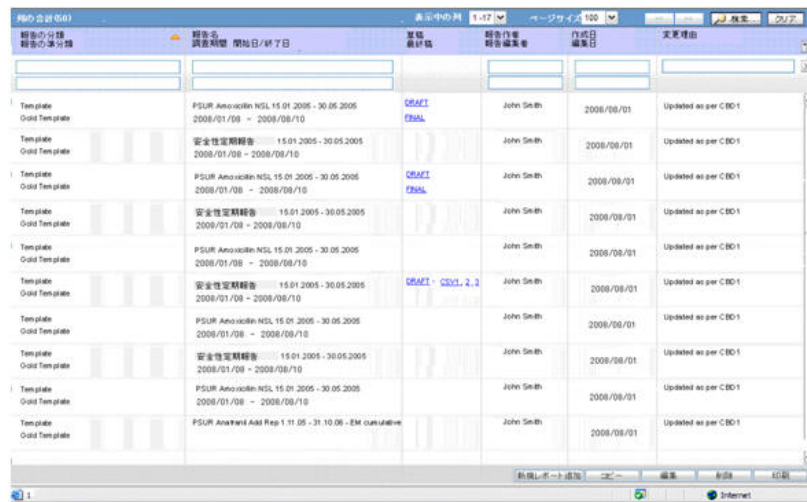 列の合計(50) 表示中の列 1-17 ページサイズ 100 検索 クリア
報告の分類 報告名 草稿 報告作者 作成日 変更理由
報告の準分類 調査期間 開始日/終了日 最終稿 報告編集者 編集日
Template PSUR Amoxicillin NSL 15.01.2005 - 30.05.2005 DRAFT John Smith 2008/08/01 Updated as per CBD1
Gold Template 2008/01/08 - 2008/08/10 FINAL
Template 安全性定期報告 15.01.2005 - 30.05.2005 John Smith 2008/08/01 Updated as per CBD1
Gold Template 2008/01/08 - 2008/08/10
Template PSUR Amoxicillin NSL 15.01.2005 - 30.05.2005 DRAFT John Smith 2008/08/01 Updated as per CBD1
Gold Template 2008/01/08 - 2008/08/10 FINAL
Template 安全性定期報告 15.01.2005 - 30.05.2005 John Smith 2008/08/01 Updated as per CBD1
Gold Template 2008/01/08 - 2008/08/10
Template PSUR Amoxicillin NSL 15.01.2005 - 30.05.2005 John Smith 2008/08/01 Updated as per CBD1
Gold Template 2008/01/08 - 2008/08/10
Template 安全性定期報告 15.01.2005 - 30.05.2005 DRAFT - CSV1, 2, 3 John Smith 2008/08/01 Updated as per CBD1
Gold Template 2008/01/08 - 2008/08/10
Template PSUR Amoxicillin NSL 15.01.2005 - 30.05.2005 John Smith 2008/08/01 Updated as per CBD1
Gold Template 2008/01/08 - 2008/08/10
Template 安全性定期報告 15.01.2005 - 30.05.2005 John Smith 2008/08/01 Updated as per CBD1
Gold Template 2008/01/08 - 2008/08/10
Template PSUR Amoxicillin NSL 15.01.2005 - 30.05.2005 John Smith 2008/08/01 Updated as per CBD1
Gold Template 2008/01/08 - 2008/08/10
Template PSUR Anatranil Add Rep 1.11.05 - 31.10.06 - EM cumulative John Smith 2008/08/01 Updated as per CBD1
Gold Template
新規レポート追加 コピー 編集 削除 印刷
1 Internet